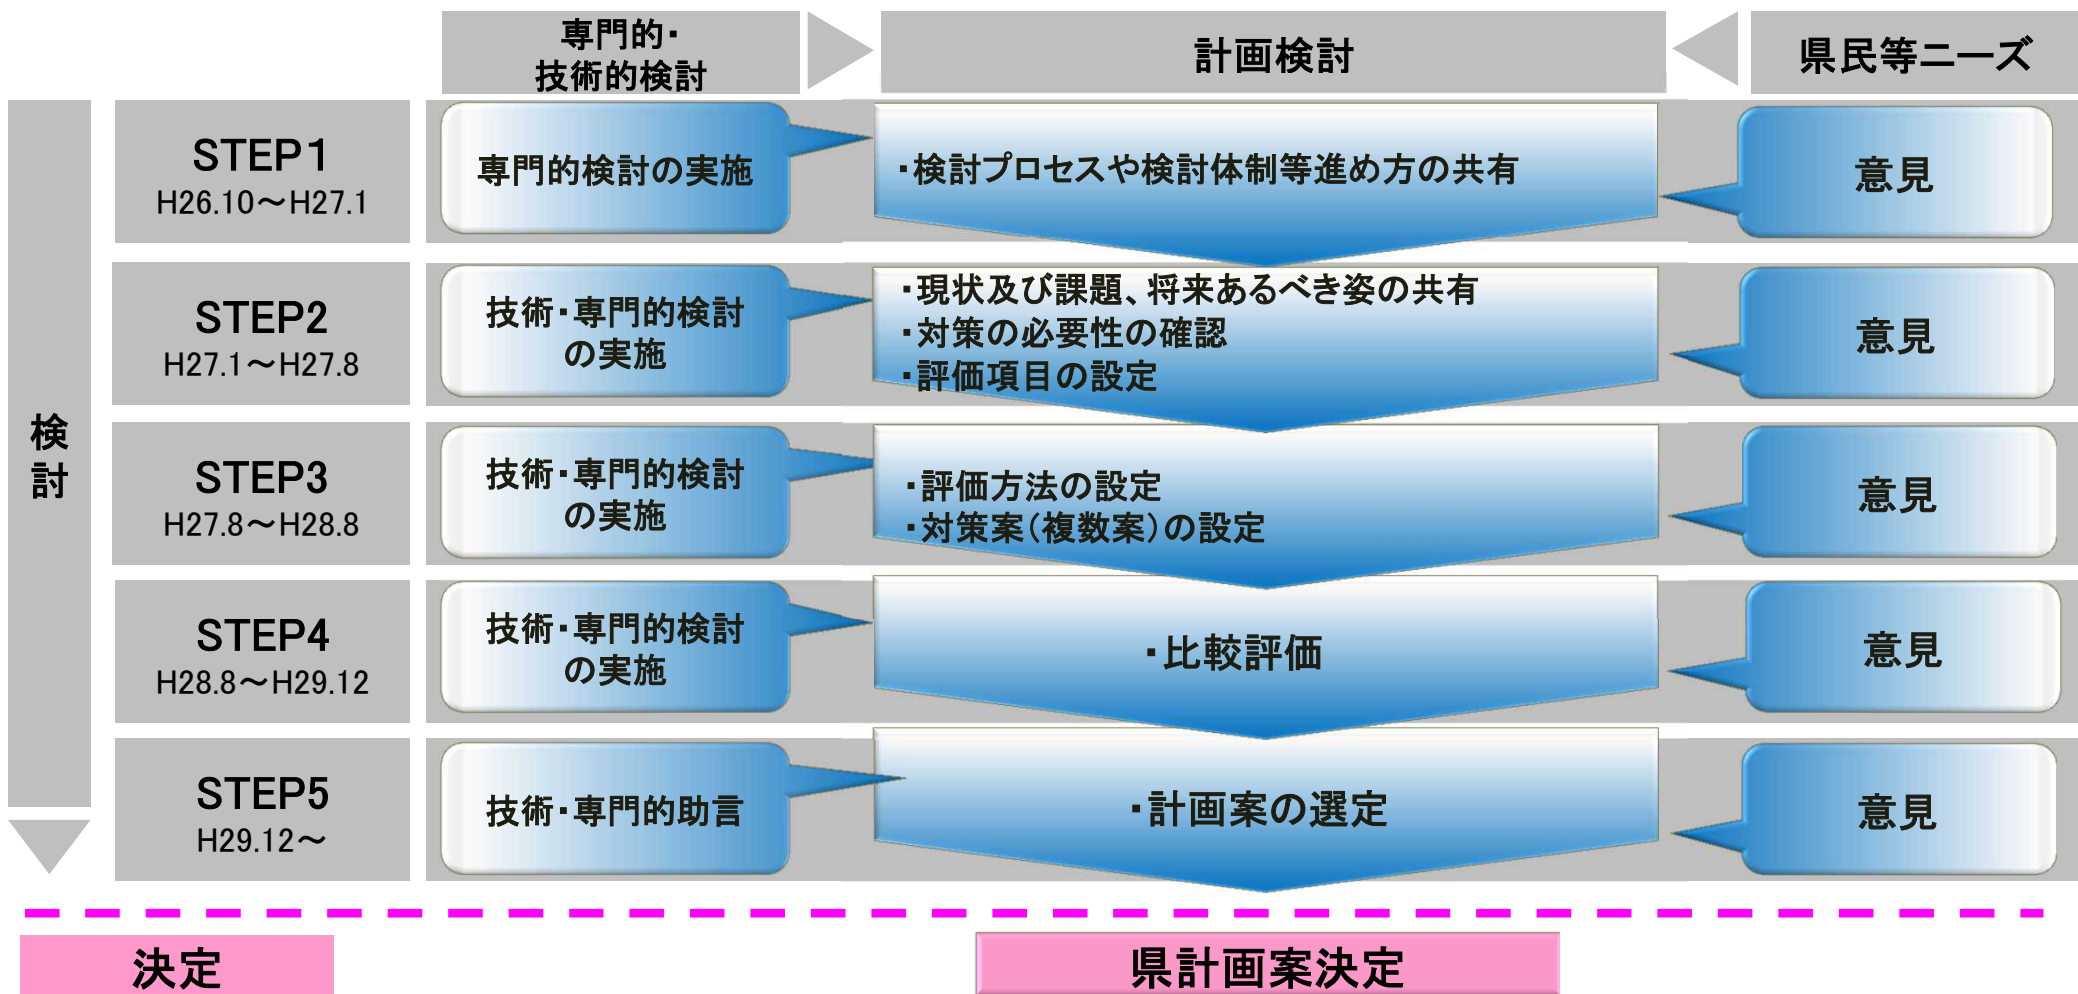 専門的・
技術的検討
計画検討
県民等ニーズ
検討
STEP1
H26.10～H27.1
専門的検討の実施
・検討プロセスや検討体制等進め方の共有
意見
STEP2
H27.1～H27.8
技術・専門的検討
の実施
・現状及び課題、将来あるべき姿の共有
・対策の必要性の確認
・評価項目の設定
意見
STEP3
H27.8～H28.8
技術・専門的検討
の実施
・評価方法の設定
・対策案(複数案)の設定
意見
STEP4
H28.8～H29.12
技術・専門的検討
の実施
・比較評価
意見
STEP5
H29.12～
技術・専門的助言
・計画案の選定
意見
決定
県計画案決定